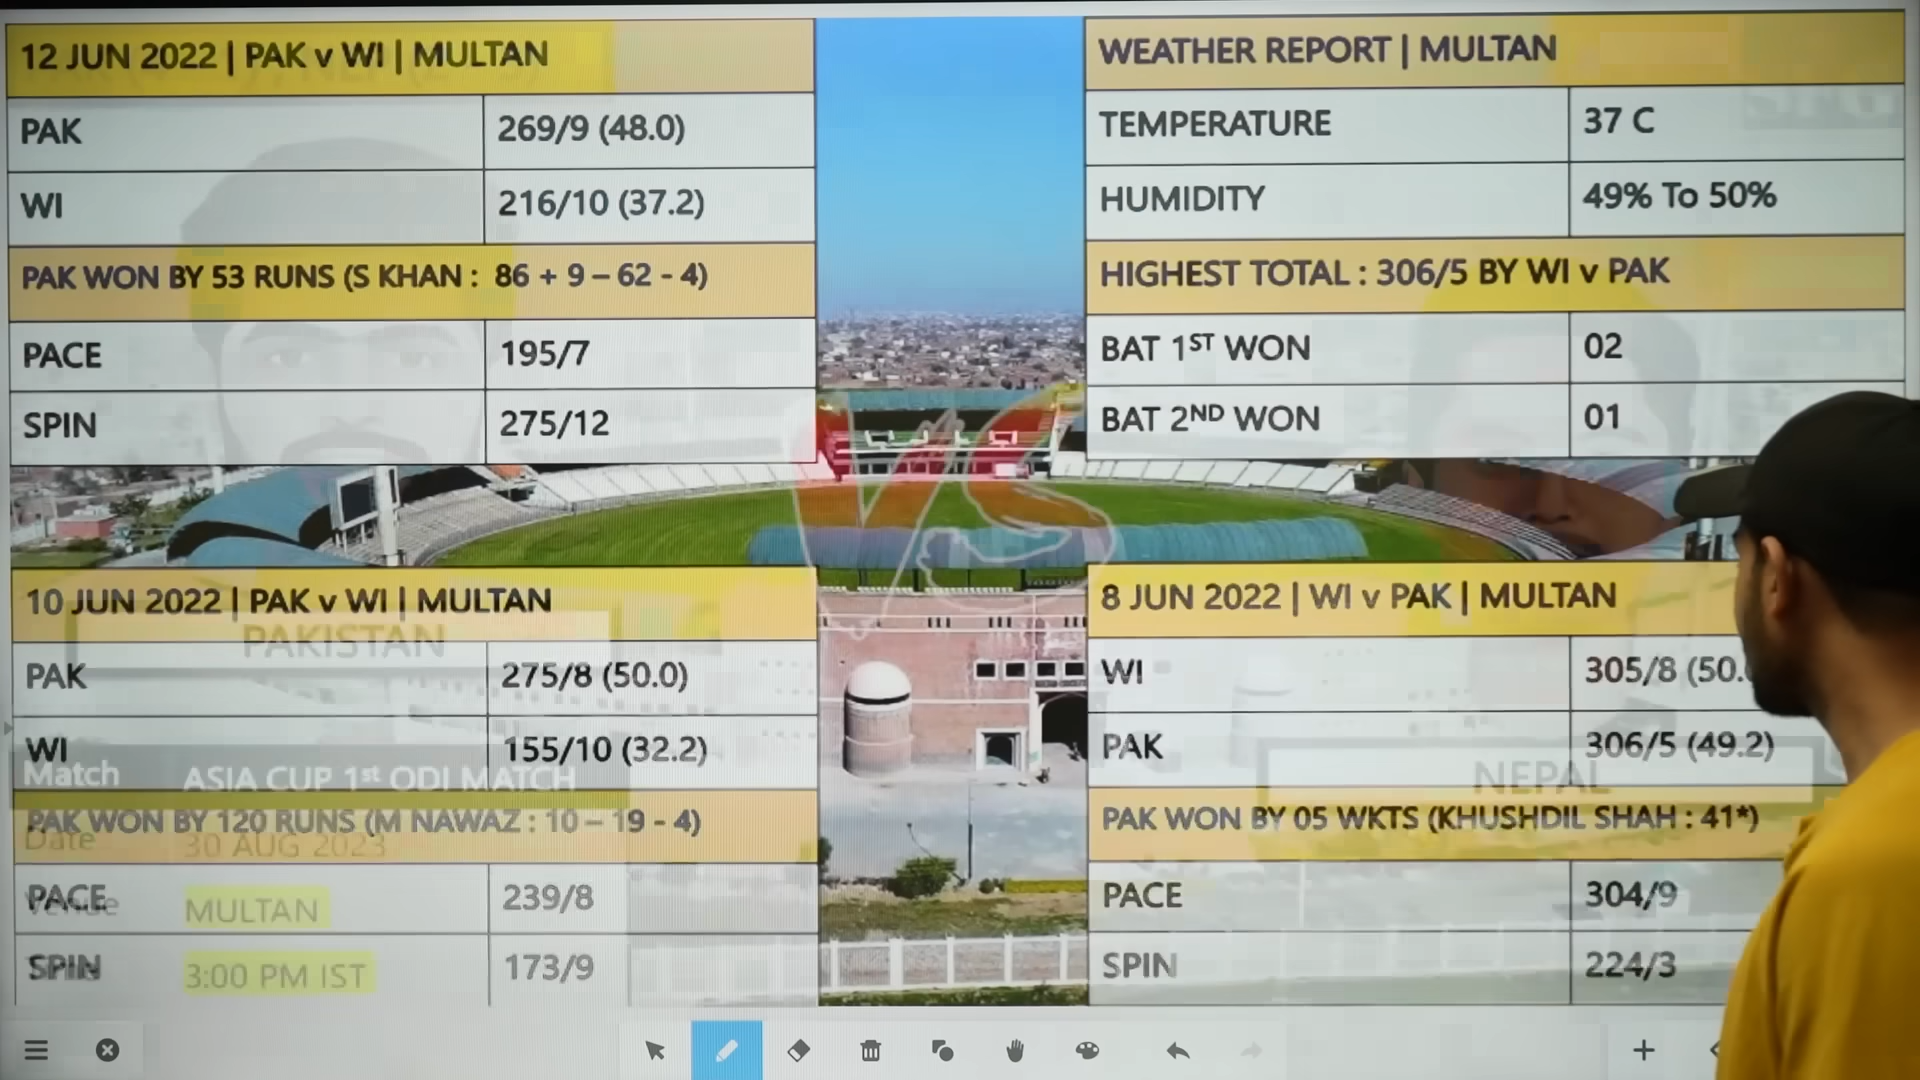 12 JUN 2022 | PAK v WI | MULTAN
PAK 269/9 (48.0)
WI 216/10 (37.2)
PAK WON BY 53 RUNS (S KHAN : 86 + 9 – 62 - 4)
PACE 195/7
SPIN 275/12
WEATHER REPORT | MULTAN
TEMPERATURE 37 C
HUMIDITY 49% To 50%
HIGHEST TOTAL : 306/5 BY WI v PAK
BAT 1ST WON 02
BAT 2ND WON 01
VS
10 JUN 2022 | PAK v WI | MULTAN
PAKISTAN
PAK 275/8 (50.0)
WI 155/10 (32.2)
Match ASIA CUP 1st ODI MATCH
PAK WON BY 120 RUNS (M NAWAZ : 10 – 19 - 4)
Date 30 AUG 2023
PACE 239/8
Venue MULTAN
SPIN 173/9
3:00 PM IST
8 JUN 2022 | WI v PAK | MULTAN
WI 305/8 (50.
PAK 306/5 (49.2)
NEPAL
PAK WON BY 05 WKTS (KHUSHDIL SHAH : 41*)
PACE 304/9
SPIN 224/3